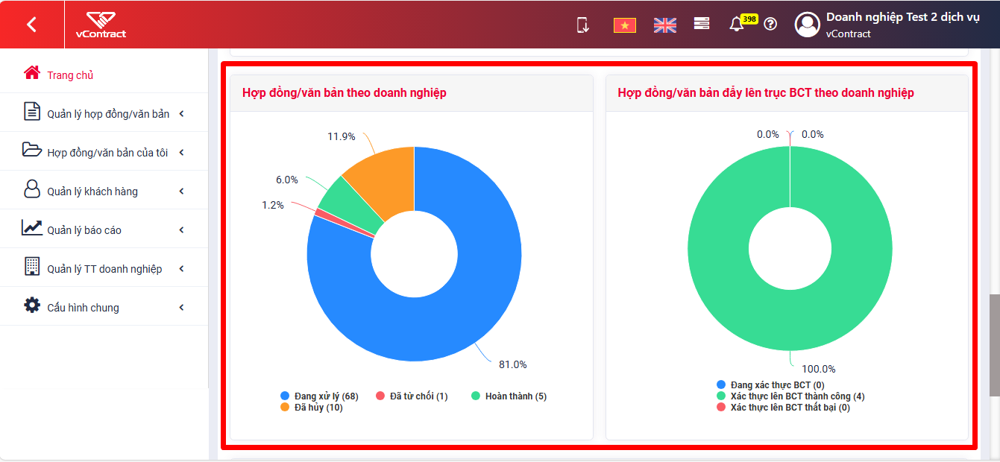 vContract
398
Doanh nghiệp Test 2 dịch vụ
vContract
Trang chủ
Quản lý hợp đồng/văn bản
Hợp đồng/văn bản của tôi
Quản lý khách hàng
Quản lý báo cáo
Quản lý TT doanh nghiệp
Cấu hình chung
Hợp đồng/văn bản theo doanh nghiệp
11.9%
6.0%
1.2%
81.0%
Đang xử lý (68) Đã từ chối (1) Hoàn thành (5)
Đã hủy (10)
Hợp đồng/văn bản đẩy lên trục BCT theo doanh nghiệp
0.0% 0.0%
100.0%
Đang xác thực BCT (0)
Xác thực lên BCT thành công (4)
Xác thực lên BCT thất bại (0)